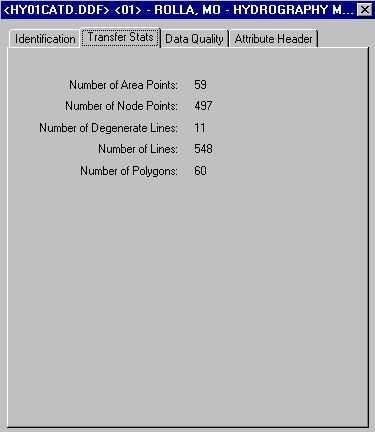 <HY01CATD.DDF> <01> - ROLLA, MO - HYDROGRAPHY M...
Identification Transfer Stats Data Quality Attribute Header
Number of Area Points: 59
Number of Node Points: 497
Number of Degenerate Lines: 11
Number of Lines: 548
Number of Polygons: 60